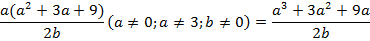 a(a² + 3a + 9)/2b (a ≠ 0; a ≠ 3; b ≠ 0) = a³ + 3a² + 9a/2b